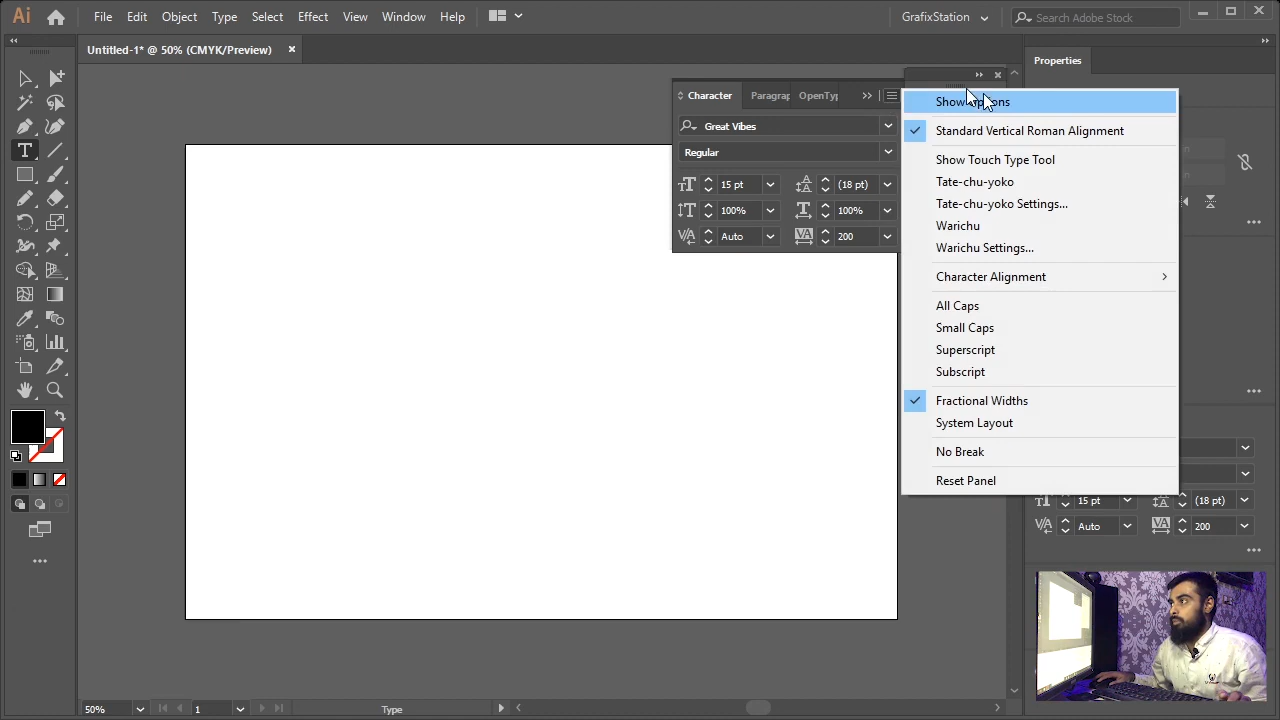 Ai
File Edit Object Type Select Effect View Window Help
GrafixStation
Search Adobe Stock
Untitled-1* @ 50% (CMYK/Preview)
Properties
Character Paragrap OpenTyp
Great Vibes
Regular
15 pt (18 pt)
100% 100%
Auto 200
Show Options
Standard Vertical Roman Alignment
Show Touch Type Tool
Tate-chu-yoko
Tate-chu-yoko Settings...
Warichu
Warichu Settings...
Character Alignment
All Caps
Small Caps
Superscript
Subscript
Fractional Widths
System Layout
No Break
Reset Panel
15 pt (18 pt)
Auto 200
50% 1 Type